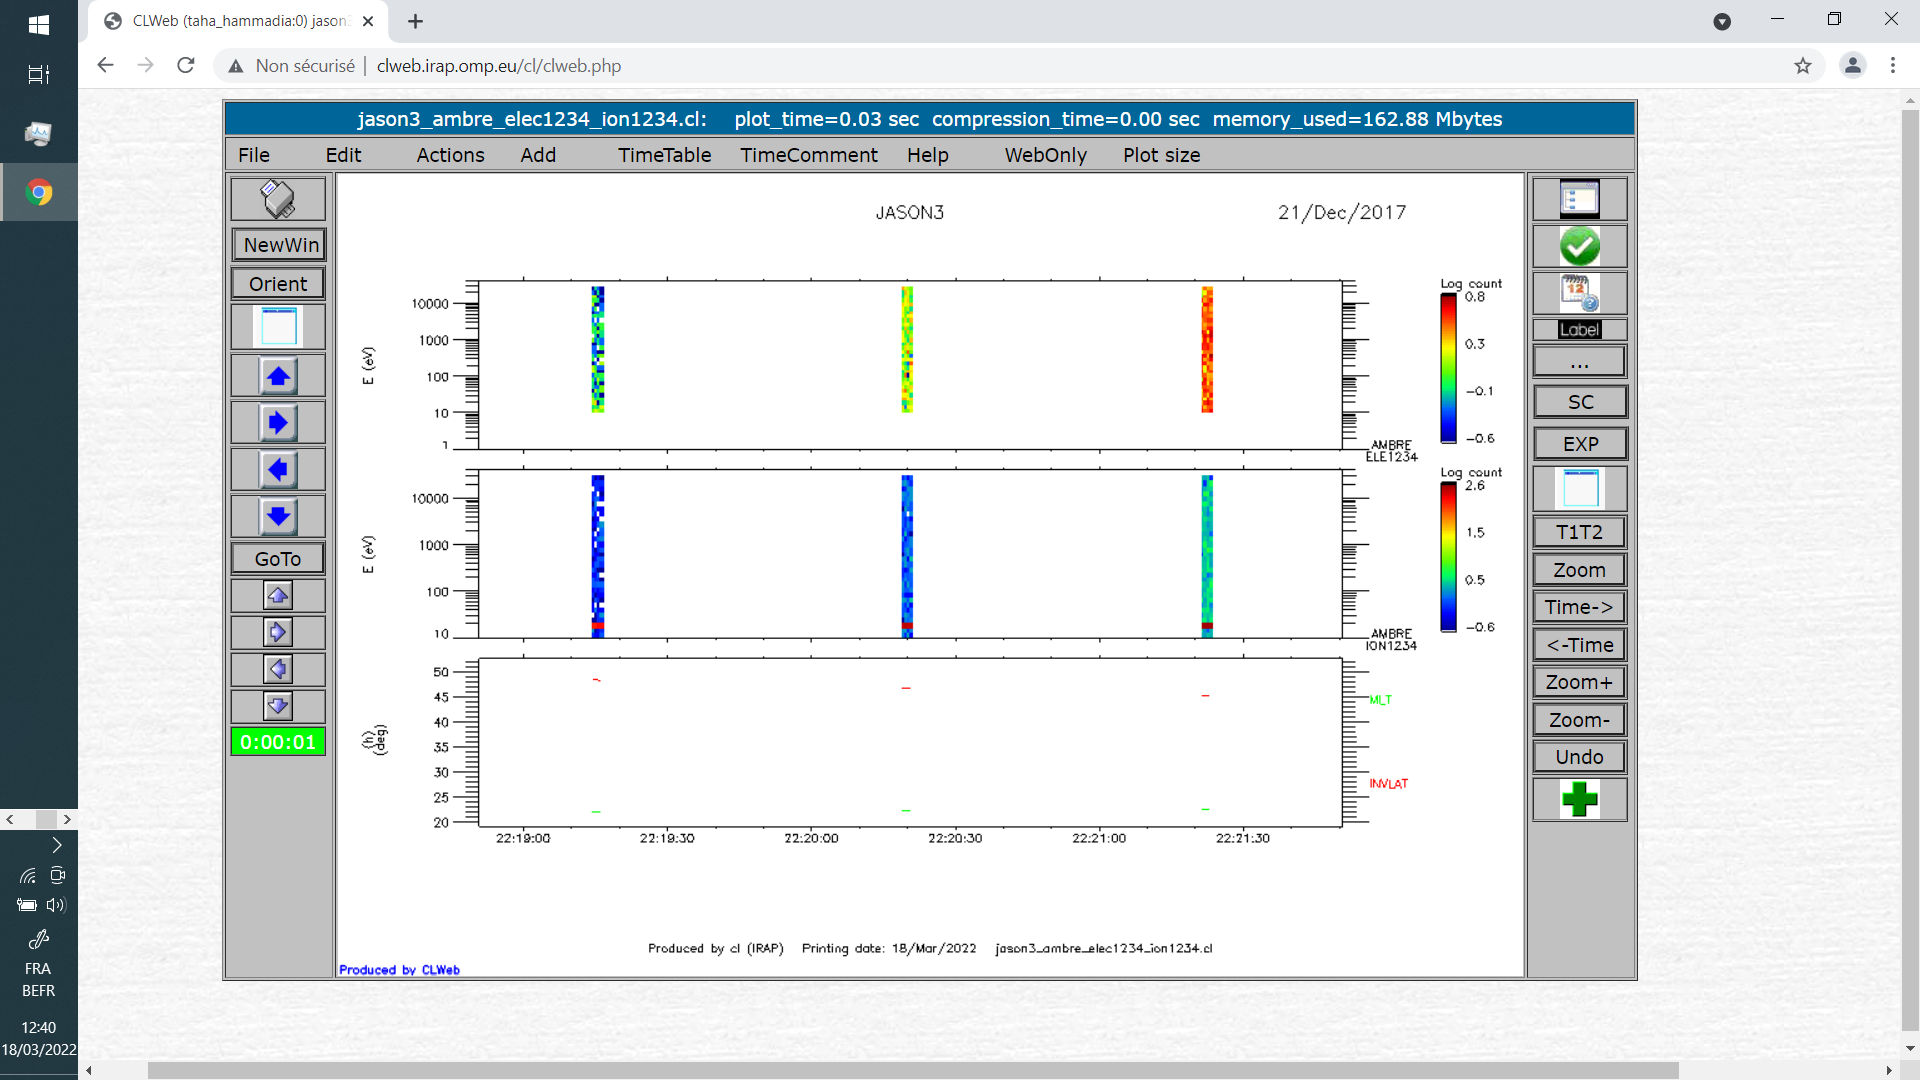 CLWeb (taha_hammadia:0) jason3
Non sécurisé | clweb.irap.omp.eu/cl/clweb.php
jason3_ambre_elec1234_ion1234.cl: plot_time=0.03 sec compression_time=0.00 sec memory_used=162.88 Mbytes
File Edit Actions Add TimeTable TimeComment Help WebOnly Plot size
NewWin
Orient
GoTo
0:00:01
JASON3 21/Dec/2017
E (eV)
10000
1000
100
10
1
Log count
0.8
0.3
-0.1
-0.6
AMBRE
ELE1234
E (eV)
10000
1000
100
10
Log count
2.6
1.5
0.5
-0.6
AMBRE
ION1234
(h)
(deg)
50
45
40
35
30
25
20
MLT
INVLAT
22:19:00 22:19:30 22:20:00 22:20:30 22:21:00 22:21:30
Produced by cl (IRAP) Printing date: 18/Mar/2022 jason3_ambre_elec1234_ion1234.cl
Produced by CLWeb
12
Label
...
SC
EXP
T1T2
Zoom
Time->
<-Time
Zoom+
Zoom-
Undo
FRA
BEFR
12:40
18/03/2022